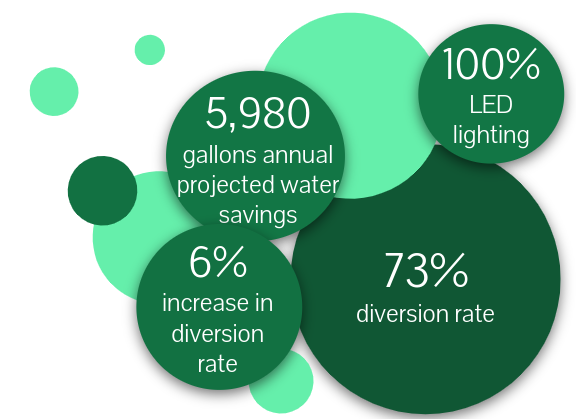 100%
LED
lighting
5,980
gallons annual
projected water
savings
6%
increase in
diversion
rate
73%
diversion rate